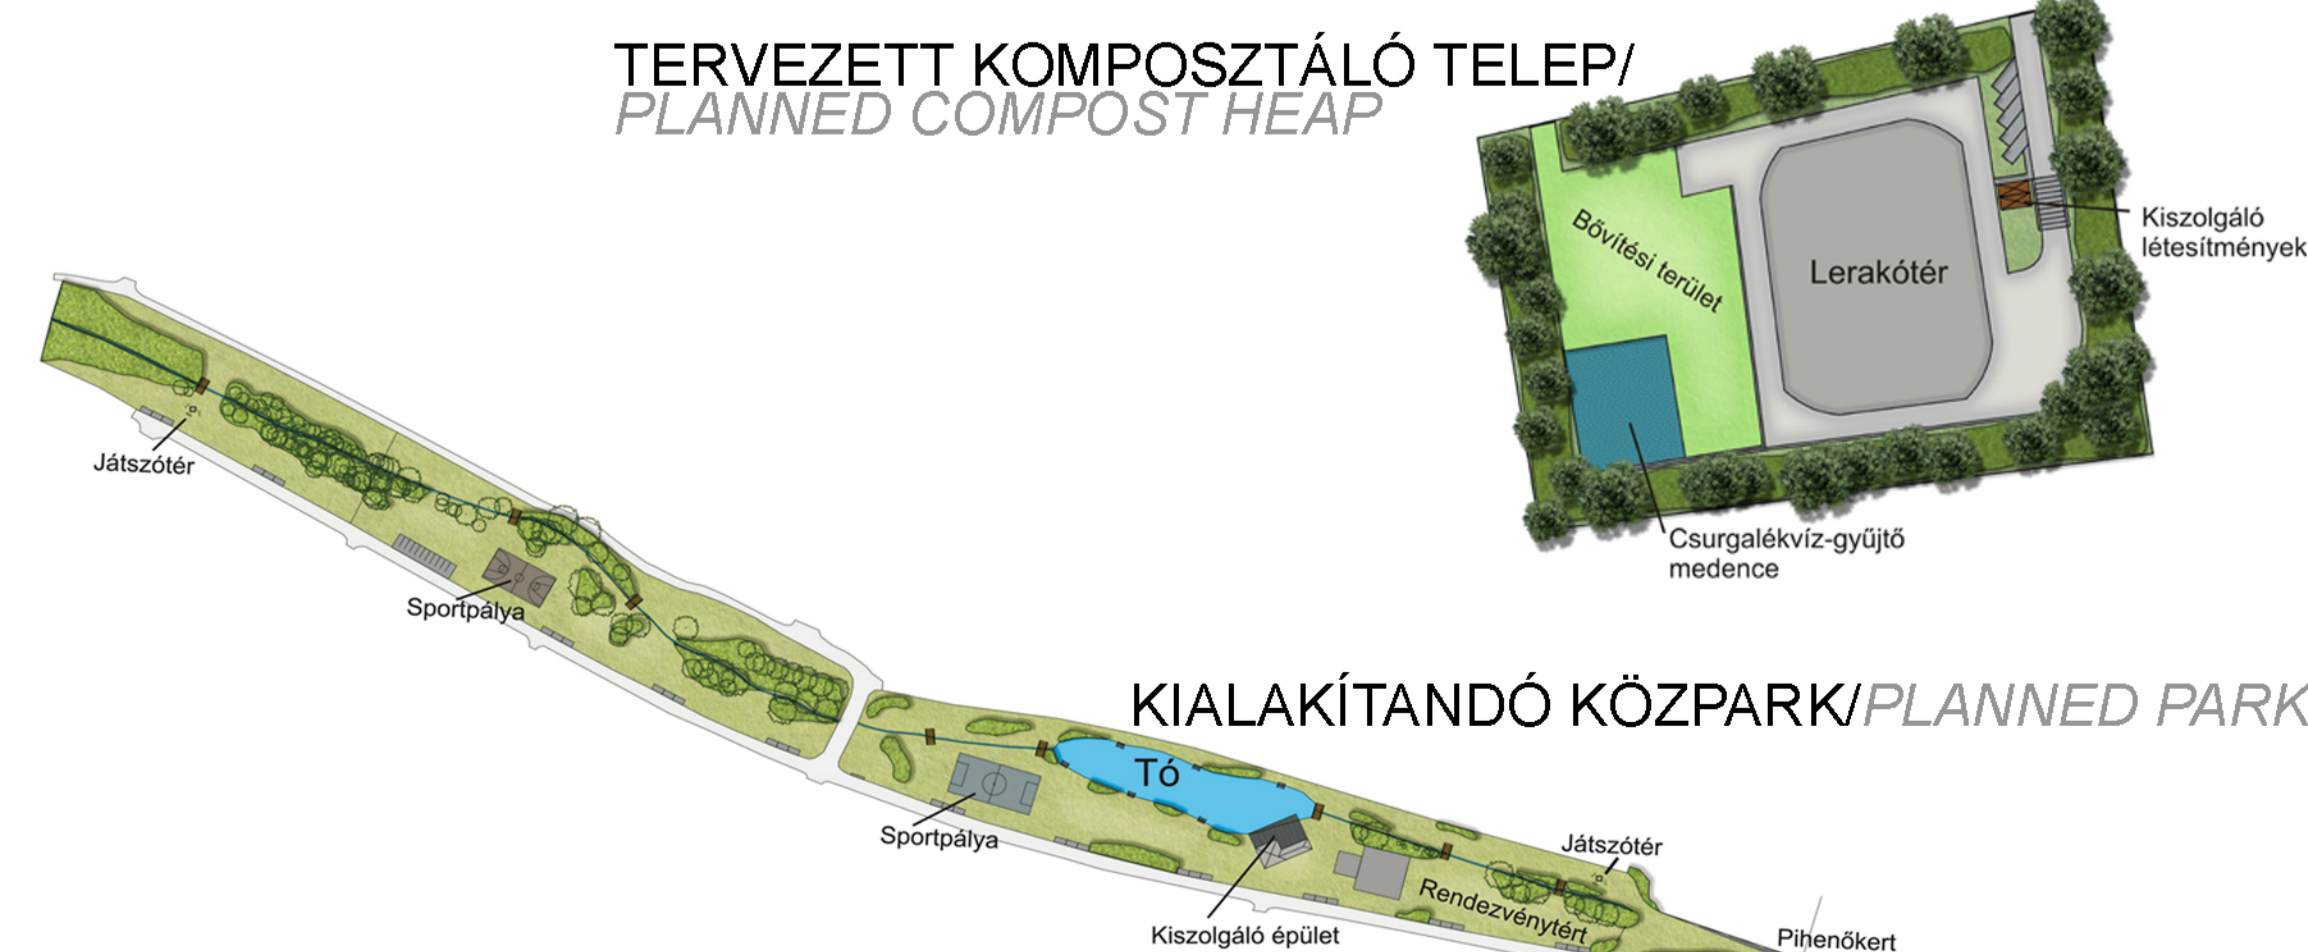 TERVEZETT KOMPOSZTÁLÓ TELEP/
PLANNED COMPOST HEAP
Bővítési terület
Lerakótér
Kiszolgáló
létesítmények
Csurgalékvíz-gyűjtő
medence
Játszótér
Sportpálya
KIALAKÍTANDÓ KÖZPARK/PLANNED PARK
Tó
Sportpálya
Játszótér
Rendezvénytért
Kiszolgáló épület
Pihenőkert